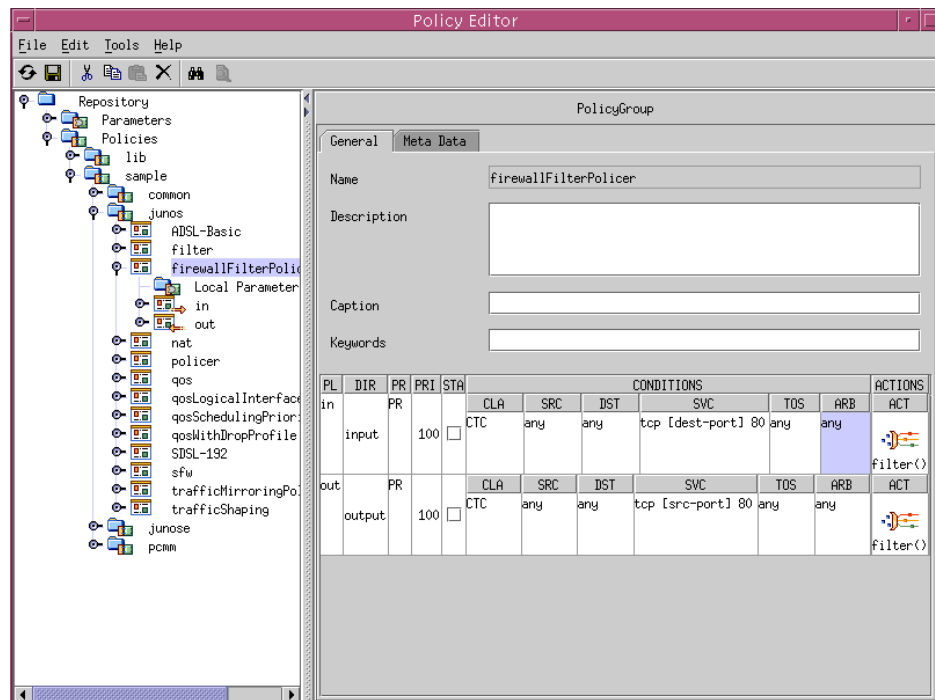 Policy Editor
File Edit Tools Help
Repository
Parameters
Policies
lib
sample
common
junos
ADSL-Basic
filter
firewallFilterPolic
Local Parameter
in
out
nat
policer
qos
qosLogicalInterface
qosSchedulingPrior
qosWithDropProfile
SDSL-192
sfw
trafficMirroringPo
trafficShaping
junose
pcmm
PolicyGroup
General Meta Data
Name firewallFilterPolicer
Description
Caption
Keywords
PL DIR PR PRI STA CONDITIONS ACTIONS
CLA SRC DST SVC TOS ARB ACT
in input PR 100 CTC any any tcp [dest-port] 80 any any filter()
CLA SRC DST SVC TOS ARB ACT
out output PR 100 CTC any any tcp [src-port] 80 any any filter()